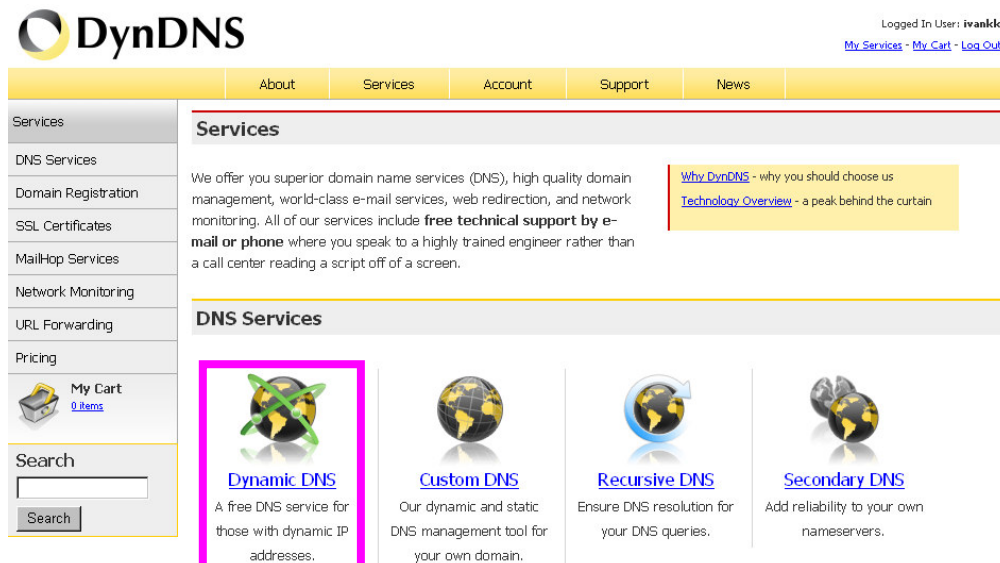 DynDNS
Logged In User: ivankk
My Services - My Cart - Log Out
About Services Account Support News
Services
DNS Services
Domain Registration
SSL Certificates
MailHop Services
Network Monitoring
URL Forwarding
Pricing
My Cart
0 items
Search
Search
Services
We offer you superior domain name services (DNS), high quality domain
management, world-class e-mail services, web redirection, and network
monitoring. All of our services include free technical support by e-
mail or phone where you speak to a highly trained engineer rather than
a call center reading a script off of a screen.
Why DynDNS - why you should choose us
Technology Overview - a peak behind the curtain
DNS Services
Dynamic DNS
A free DNS service for
those with dynamic IP
addresses.
Custom DNS
Our dynamic and static
DNS management tool for
your own domain.
Recursive DNS
Ensure DNS resolution for
your DNS queries.
Secondary DNS
Add reliability to your own
nameservers.